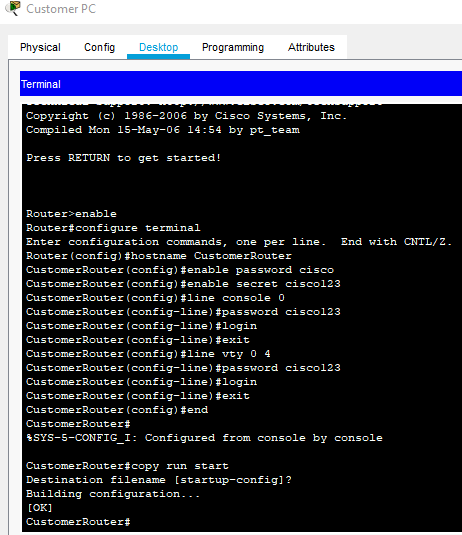 Customer PC
Physical Config Desktop Programming Attributes
Terminal
Copyright (c) 1986-2006 by Cisco Systems, Inc.
Compiled Mon 15-May-06 14:54 by pt_team
Press RETURN to get started!
Router>enable
Router#configure terminal
Enter configuration commands, one per line.  End with CNTL/Z.
Router(config)#hostname CustomerRouter
CustomerRouter(config)#enable password cisco
CustomerRouter(config)#enable secret cisco123
CustomerRouter(config)#line console 0
CustomerRouter(config-line)#password cisco123
CustomerRouter(config-line)#login
CustomerRouter(config-line)#exit
CustomerRouter(config)#line vty 0 4
CustomerRouter(config-line)#password cisco123
CustomerRouter(config-line)#login
CustomerRouter(config-line)#exit
CustomerRouter(config)#end
CustomerRouter#
%SYS-5-CONFIG_I: Configured from console by console
CustomerRouter#copy run start
Destination filename [startup-config]?
Building configuration...
[OK]
CustomerRouter#